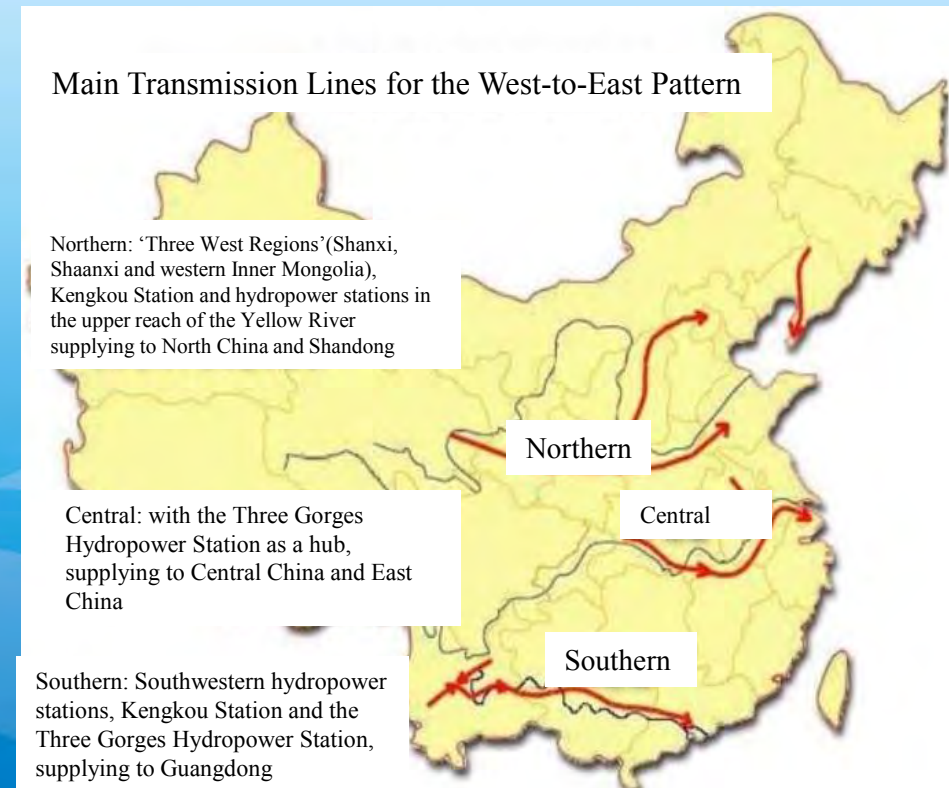 Main Transmission Lines for the West-to-East Pattern
Northern: ‘Three West Regions’(Shanxi,
Shaanxi and western Inner Mongolia),
Kengkou Station and hydropower stations in
the upper reach of the Yellow River
supplying to North China and Shandong
Northern
Central: with the Three Gorges
Hydropower Station as a hub,
supplying to Central China and East
China
Central
Southern: Southwestern hydropower
stations, Kengkou Station and the
Three Gorges Hydropower Station,
supplying to Guangdong
Southern